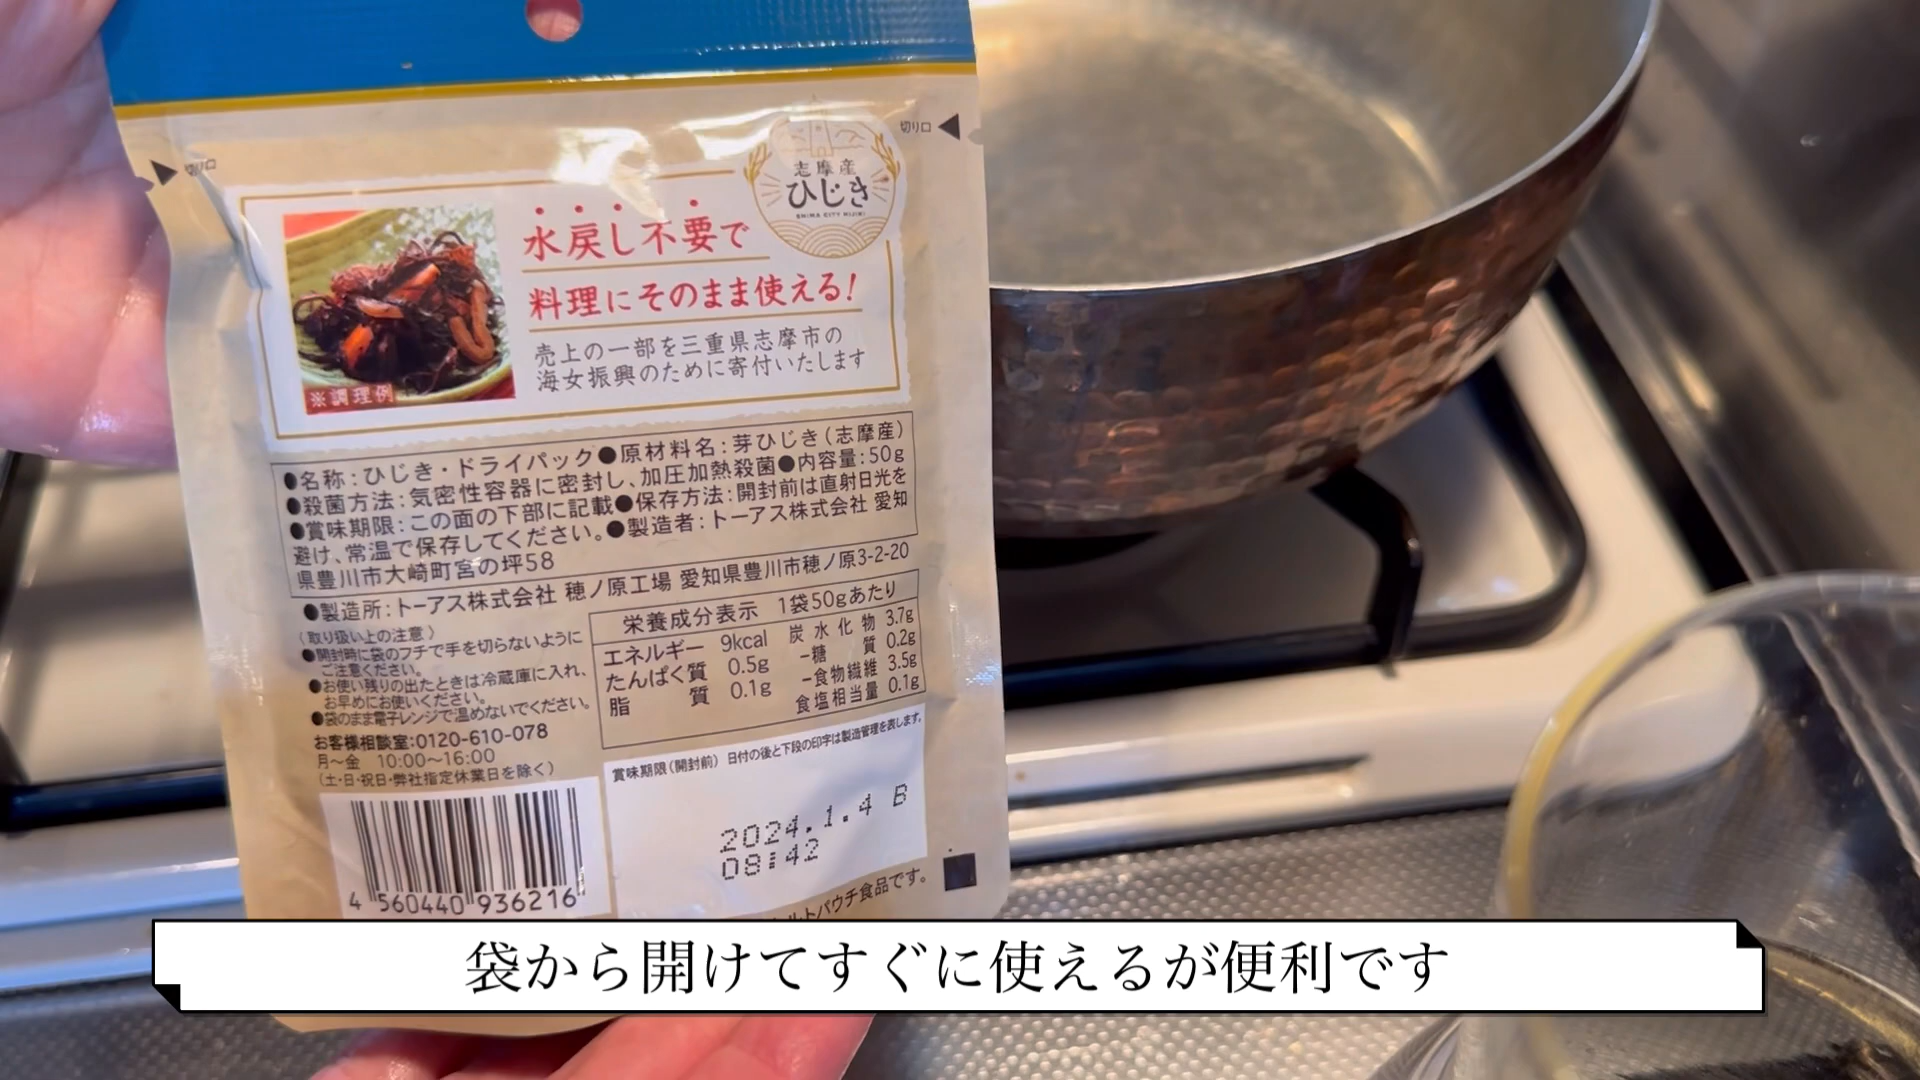 切り口
切り口
志摩産
ひじき
SHIMA CITY HIJIKI
水戻し不要で
料理にそのまま使える!
売上の一部を三重県志摩市の
海女振興のために寄付いたします
※調理例
●名称:ひじき・ドライパック●原材料名:芽ひじき(志摩産)
●殺菌方法:気密性容器に密封し、加圧加熱殺菌●内容量:50g
●賞味期限:この面の下部に記載●保存方法:開封前は直射日光を
避け、常温で保存してください。●製造者:トーアス株式会社 愛知
県豊川市大崎町宮の坪58
●製造所:トーアス株式会社 穂ノ原工場 愛知県豊川市穂ノ原3-2-20
(取り扱い上の注意)
●開封時に袋のフチで手を切らないように
ご注意ください。
●お使い残りの出たときは冷蔵庫に入れ、
お早めにお使いください。
●袋のまま電子レンジで温めないでください。
お客様相談室:0120-610-078
月~金 10:00~16:00
(土・日・祝日・弊社指定休業日を除く)
栄養成分表示 1袋50gあたり
エネルギー 9kcal
たんぱく質 0.5g
脂質 0.1g
炭水化物 3.7g
-糖質 0.2g
-食物繊維 3.5g
食塩相当量 0.1g
賞味期限(開封前) 日付の後と下段の印字は製造管理を表します。
2024.1.4 B
08:42
4 560440 936216
ルトパウチ食品です。
袋から開けてすぐに使えるが便利です